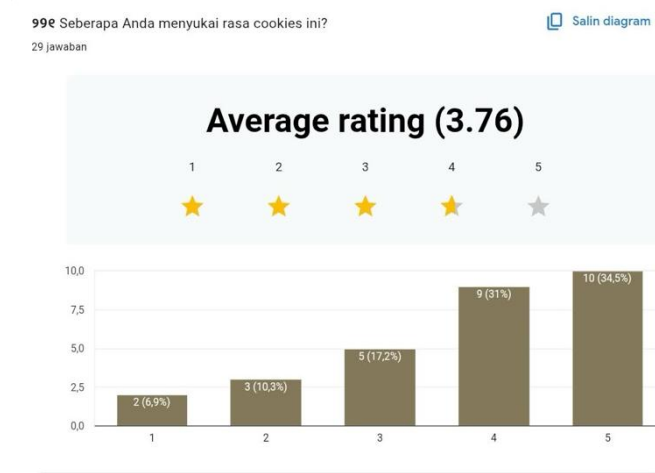 99e Seberapa Anda menyukai rasa cookies ini?
Salin diagram
29 jawaban
Average rating (3.76)
1 2 3 4 5
10,0
7,5
5,0
2,5
0,0
2 (6,9%)
3 (10,3%)
5 (17,2%)
9 (31%)
10 (34,5%)
1 2 3 4 5